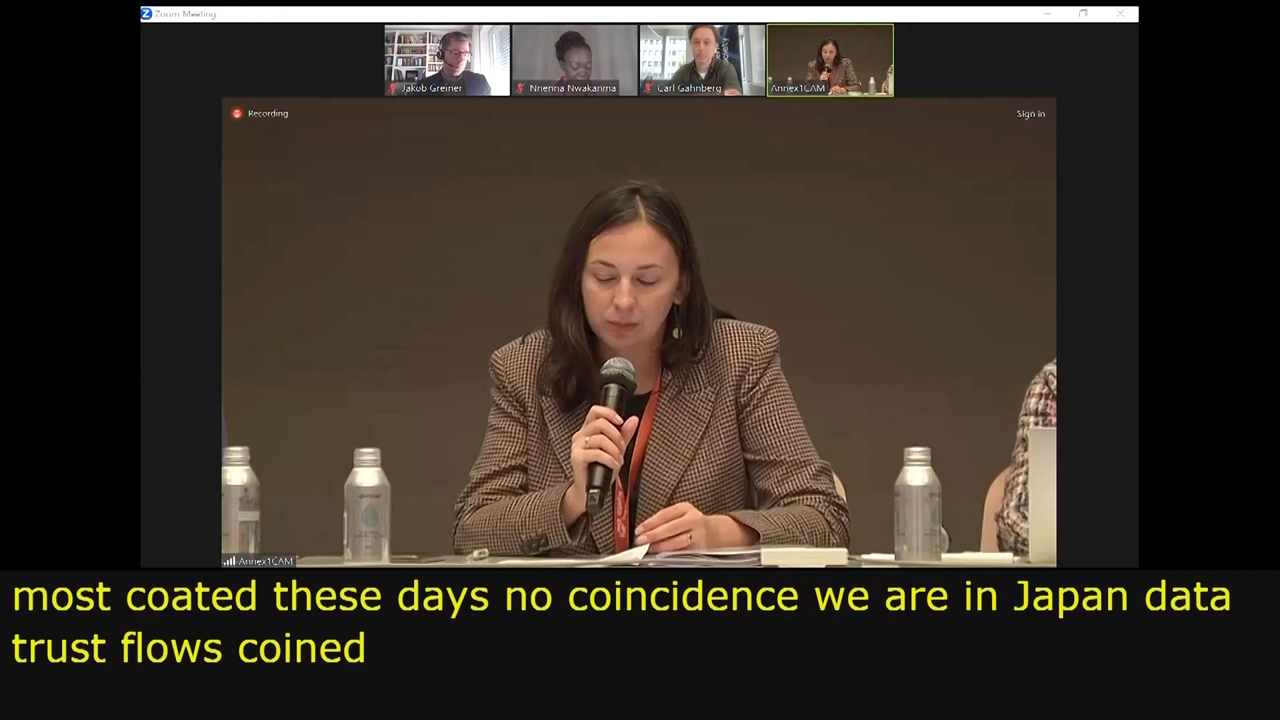 Zoom Meeting
Jakob Greiner
Nnenna Nwakanma
Carl Gahnberg
Annex1CAM
Recording
Sign in
Annex1CAM
most coated these days no coincidence we are in Japan data
trust flows coined